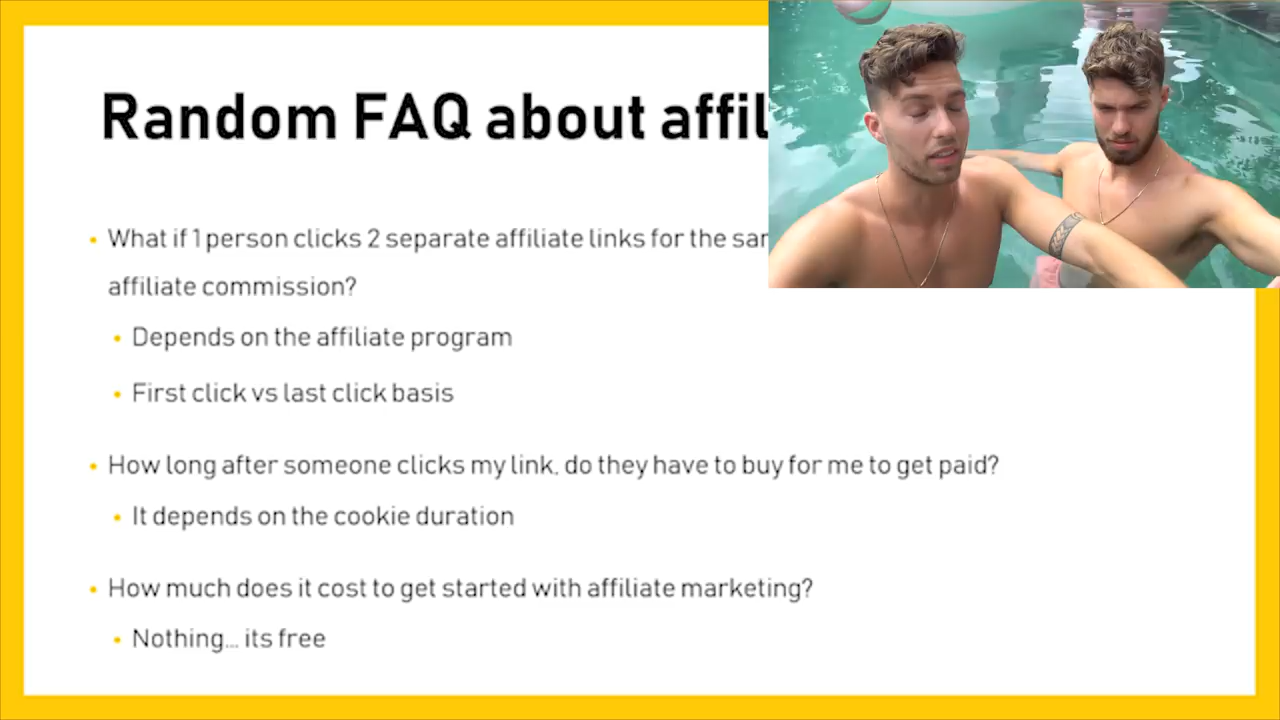 Random FAQ about affil
• What if 1 person clicks 2 separate affiliate links for the sar
affiliate commission?
• Depends on the affiliate program
• First click vs last click basis
• How long after someone clicks my link, do they have to buy for me to get paid?
• It depends on the cookie duration
• How much does it cost to get started with affiliate marketing?
• Nothing... its free